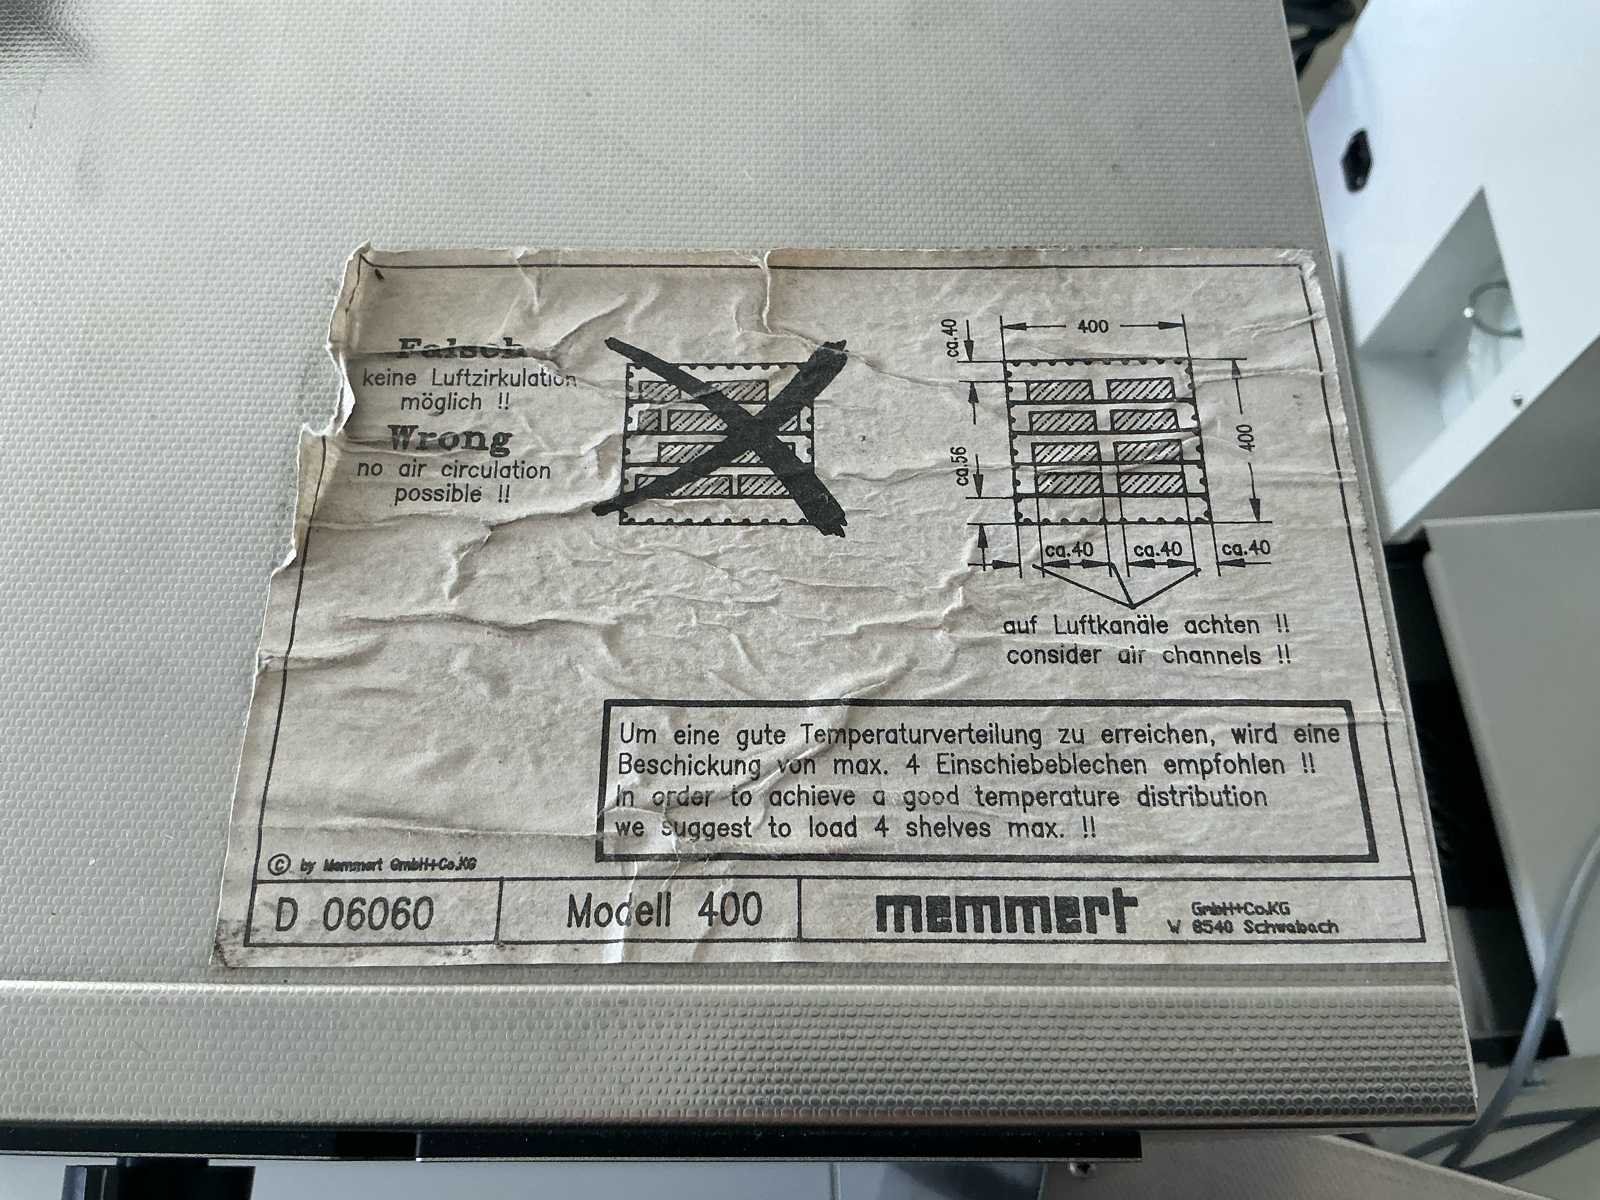 Falsch
keine Luftzirkulation
möglich !!
Wrong
no air circulation
possible !!
ca.40
400
400
ca.56
ca.40
ca.40
ca.40
auf Luftkanäle achten !!
consider air channels !!
Um eine gute Temperaturverteilung zu erreichen, wird eine
Beschickung von max. 4 Einschiebeblechen empfohlen !!
In order to achieve a good temperature distribution
we suggest to load 4 shelves max. !!
© by Memmert GmbH+Co.KG
D 06060
Modell 400
memmert
GmbH+Co.KG
W 8540 Schwabach